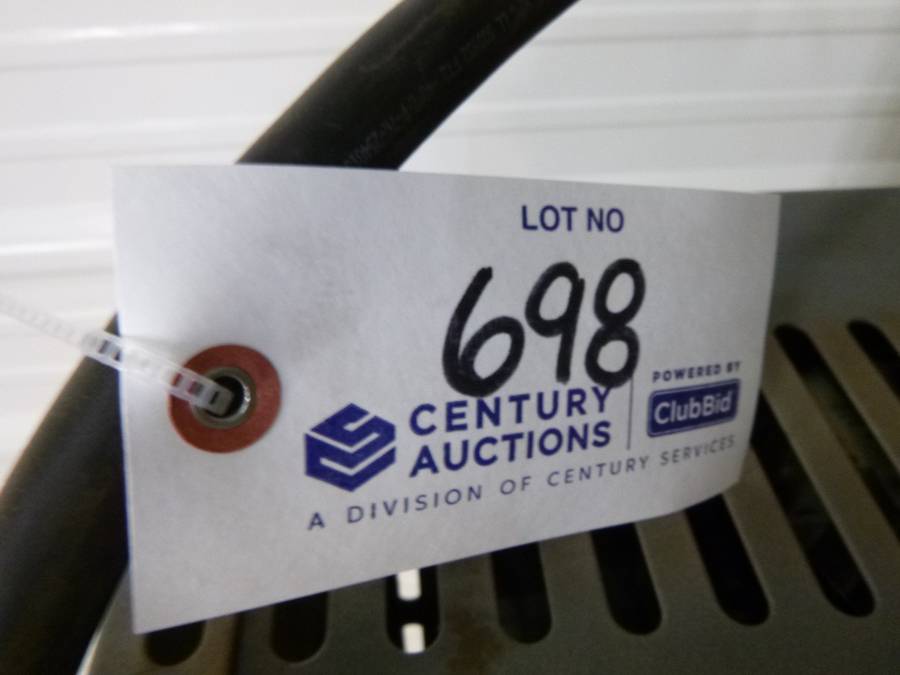 LOT NO
698
CENTURY
AUCTIONS
POWERED BY
ClubBid
A DIVISION OF CENTURY SERVICES